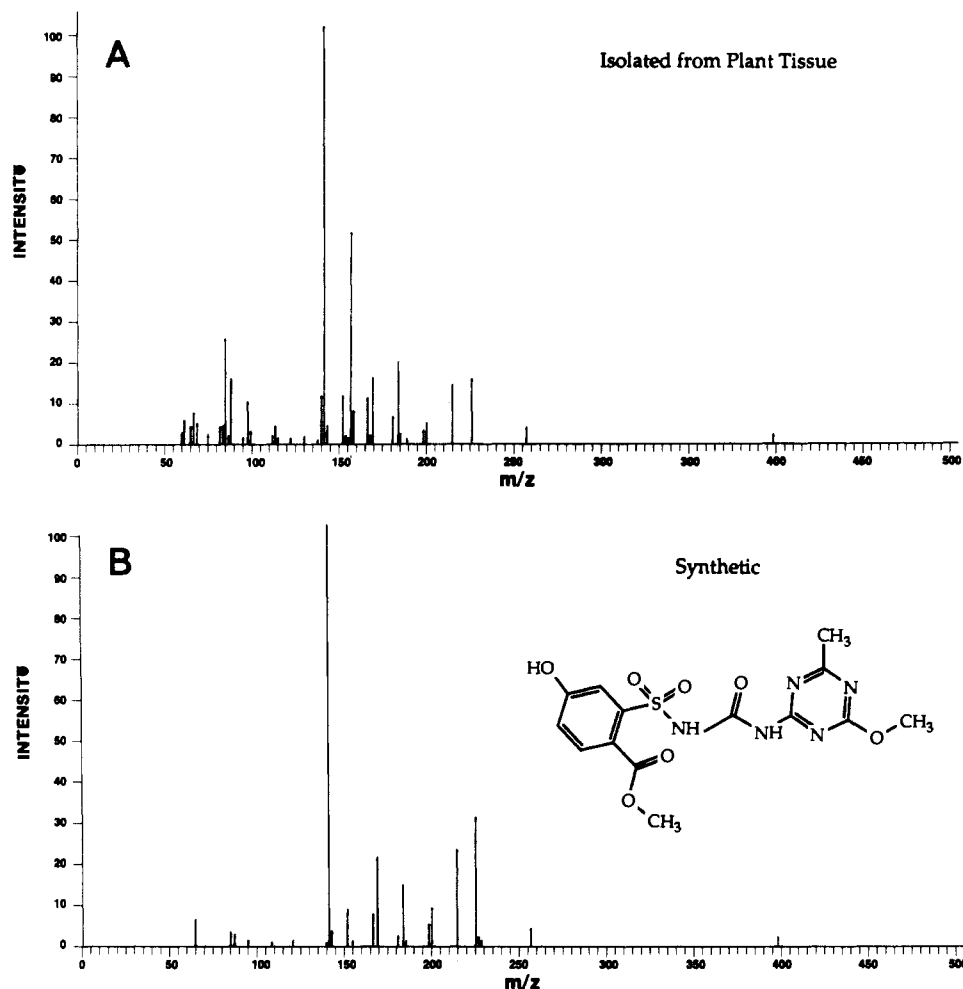 A
Isolated from Plant Tissue
100
90
80
70
60
50
40
30
20
10
0
INTENSITY
0 50 100 150 200 250 300 350 400 450 500
m/z
B
Synthetic
100
90
80
70
60
50
40
30
20
10
0
INTENSITY
CH3
HO
O O O N N
S
NH NH N O CH3
O
O
CH3
0 50 100 150 200 250 300 350 400 450 500
m/z